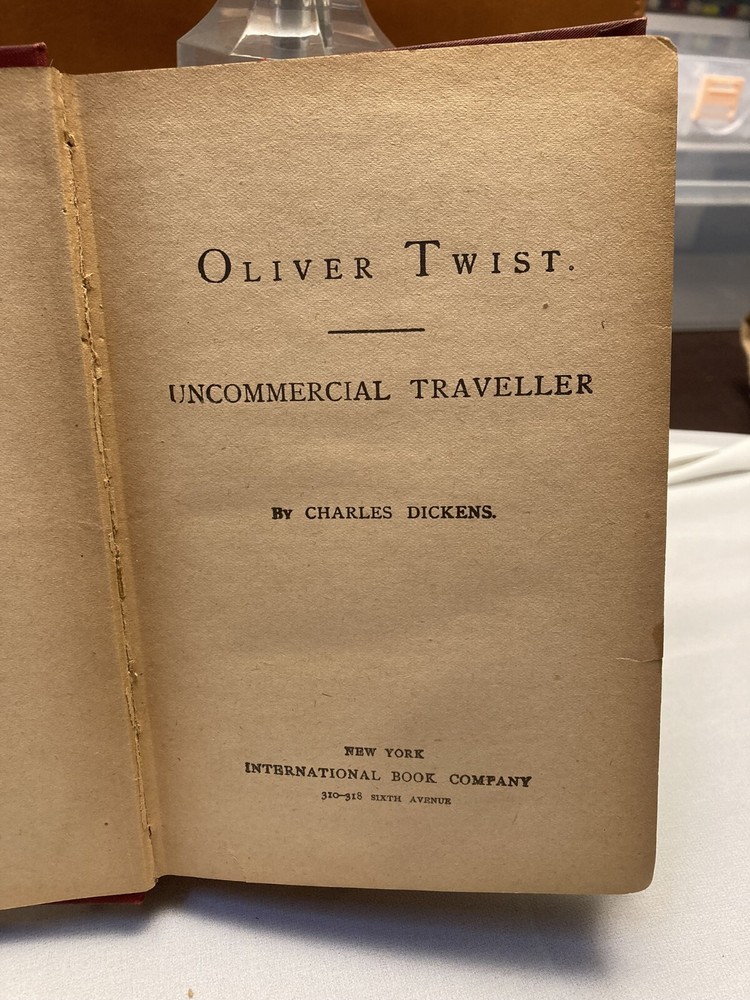 OLIVER TWIST.
UNCOMMERCIAL TRAVELLER
By CHARLES DICKENS.
NEW YORK
INTERNATIONAL BOOK COMPANY
310-318 SIXTH AVENUE